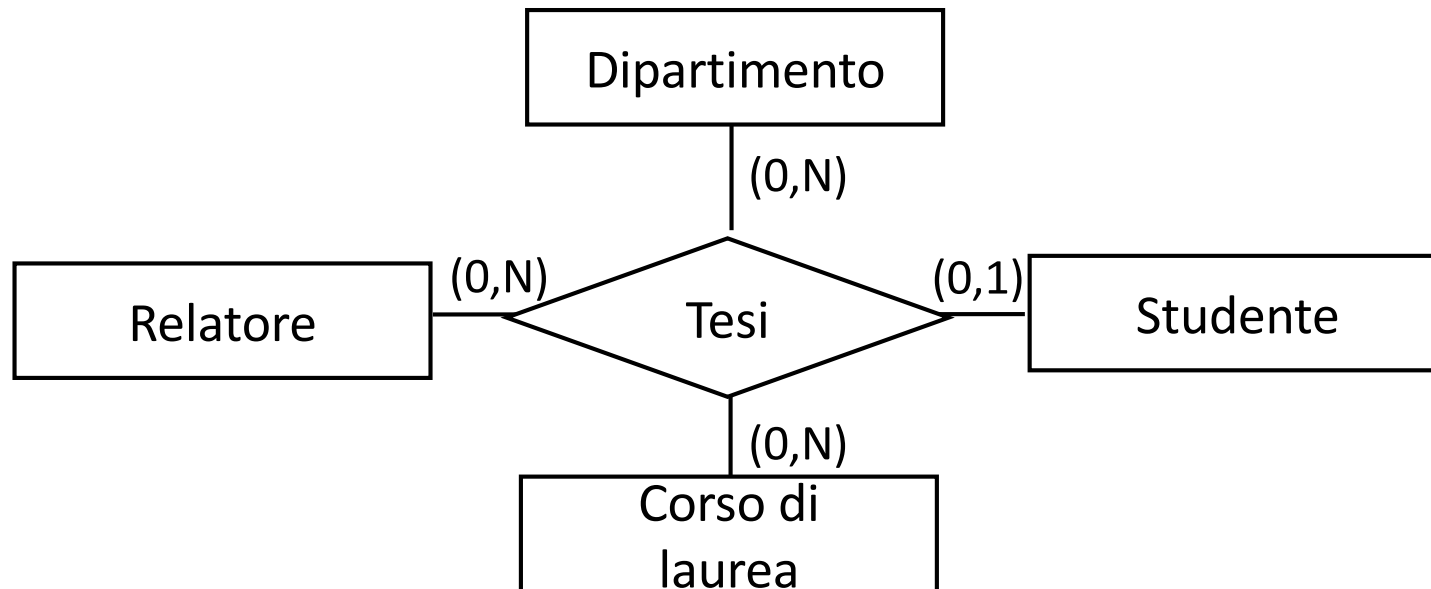 Dipartimento
(0,N)
(0,N)
(0,1)
Relatore
Tesi
Studente
(0,N)
Corso di
laurea